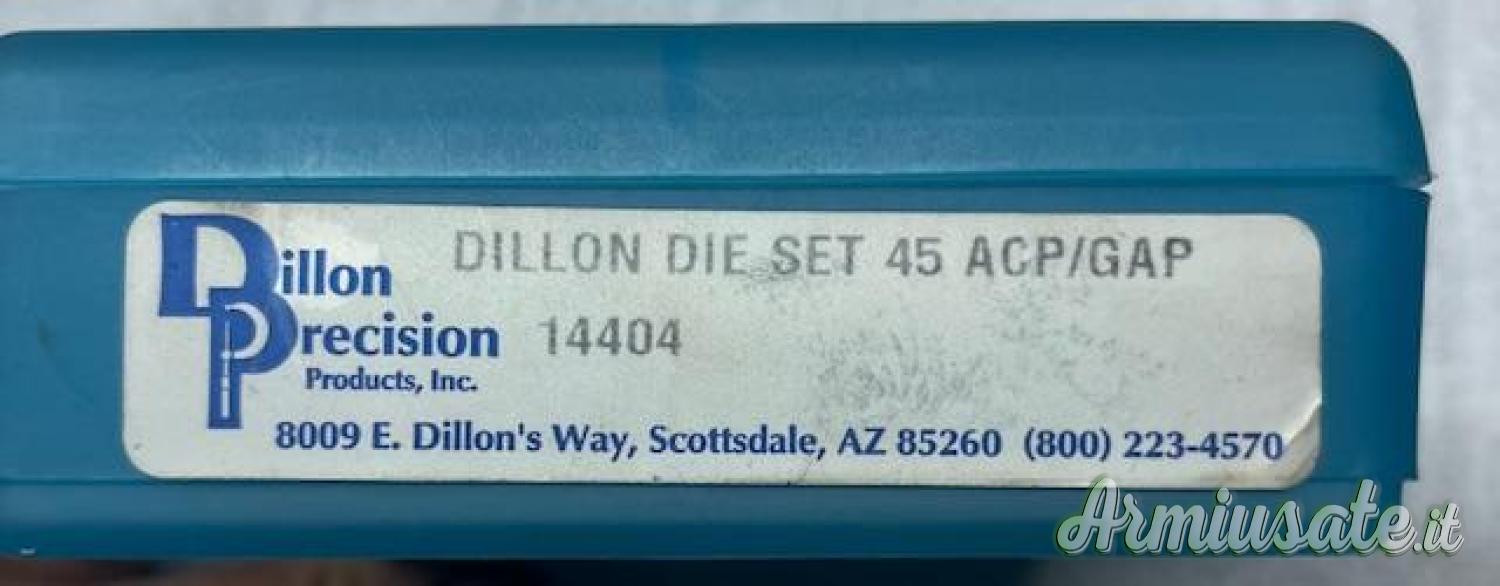 DILLON DIE SET 45 ACP/GAP
Dillon
Precision 14404
Products, Inc.
8009 E. Dillon's Way, Scottsdale, AZ 85260 (800) 223-4570
Armiusate.it